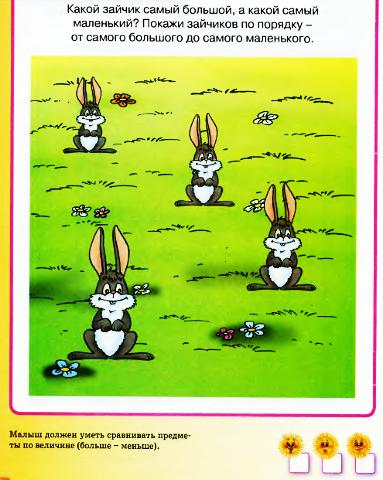 Какой зайчик самый большой, а какой самый
маленький? Покажи зайчиков по порядку –
от самого большого до самого маленького.
Малыш должен уметь сравнивать предме-
ты по величине (больше – меньше).